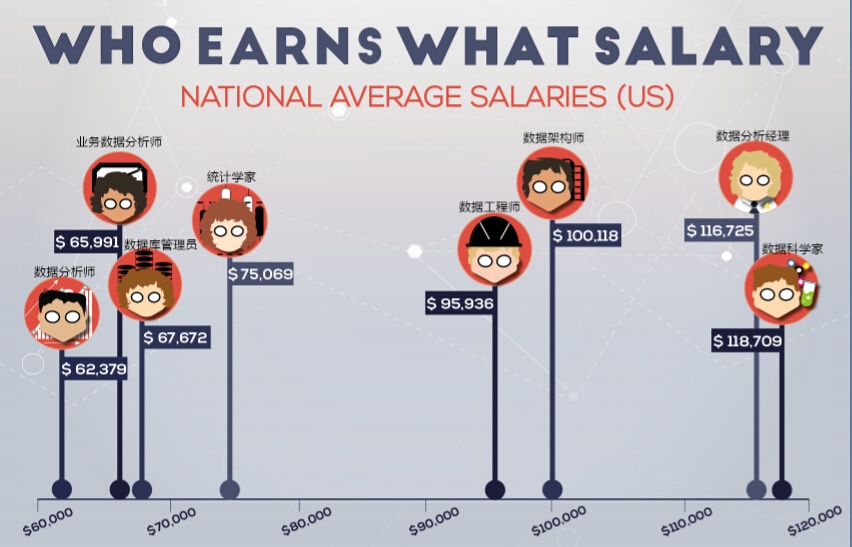 WHO EARNS WHAT SALARY
NATIONAL AVERAGE SALARIES (US)
业务数据分析师
数据架构师
数据分析经理
统计学家
数据工程师
$ 65,991
数据库管理员
$ 100,118
$ 116,725
数据科学家
数据分析师
$ 75,069
$ 95,936
$ 67,672
$ 118,709
$ 62,379
$60,000
$70,000
$80,000
$90,000
$100,000
$110,000
$120,000